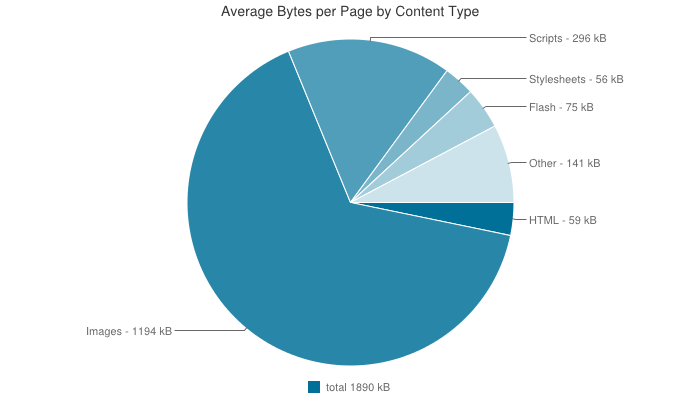 Average Bytes per Page by Content Type
Scripts - 296 kB
Stylesheets - 56 kB
Flash - 75 kB
Other - 141 kB
HTML - 59 kB
Images - 1194 kB
total 1890 kB